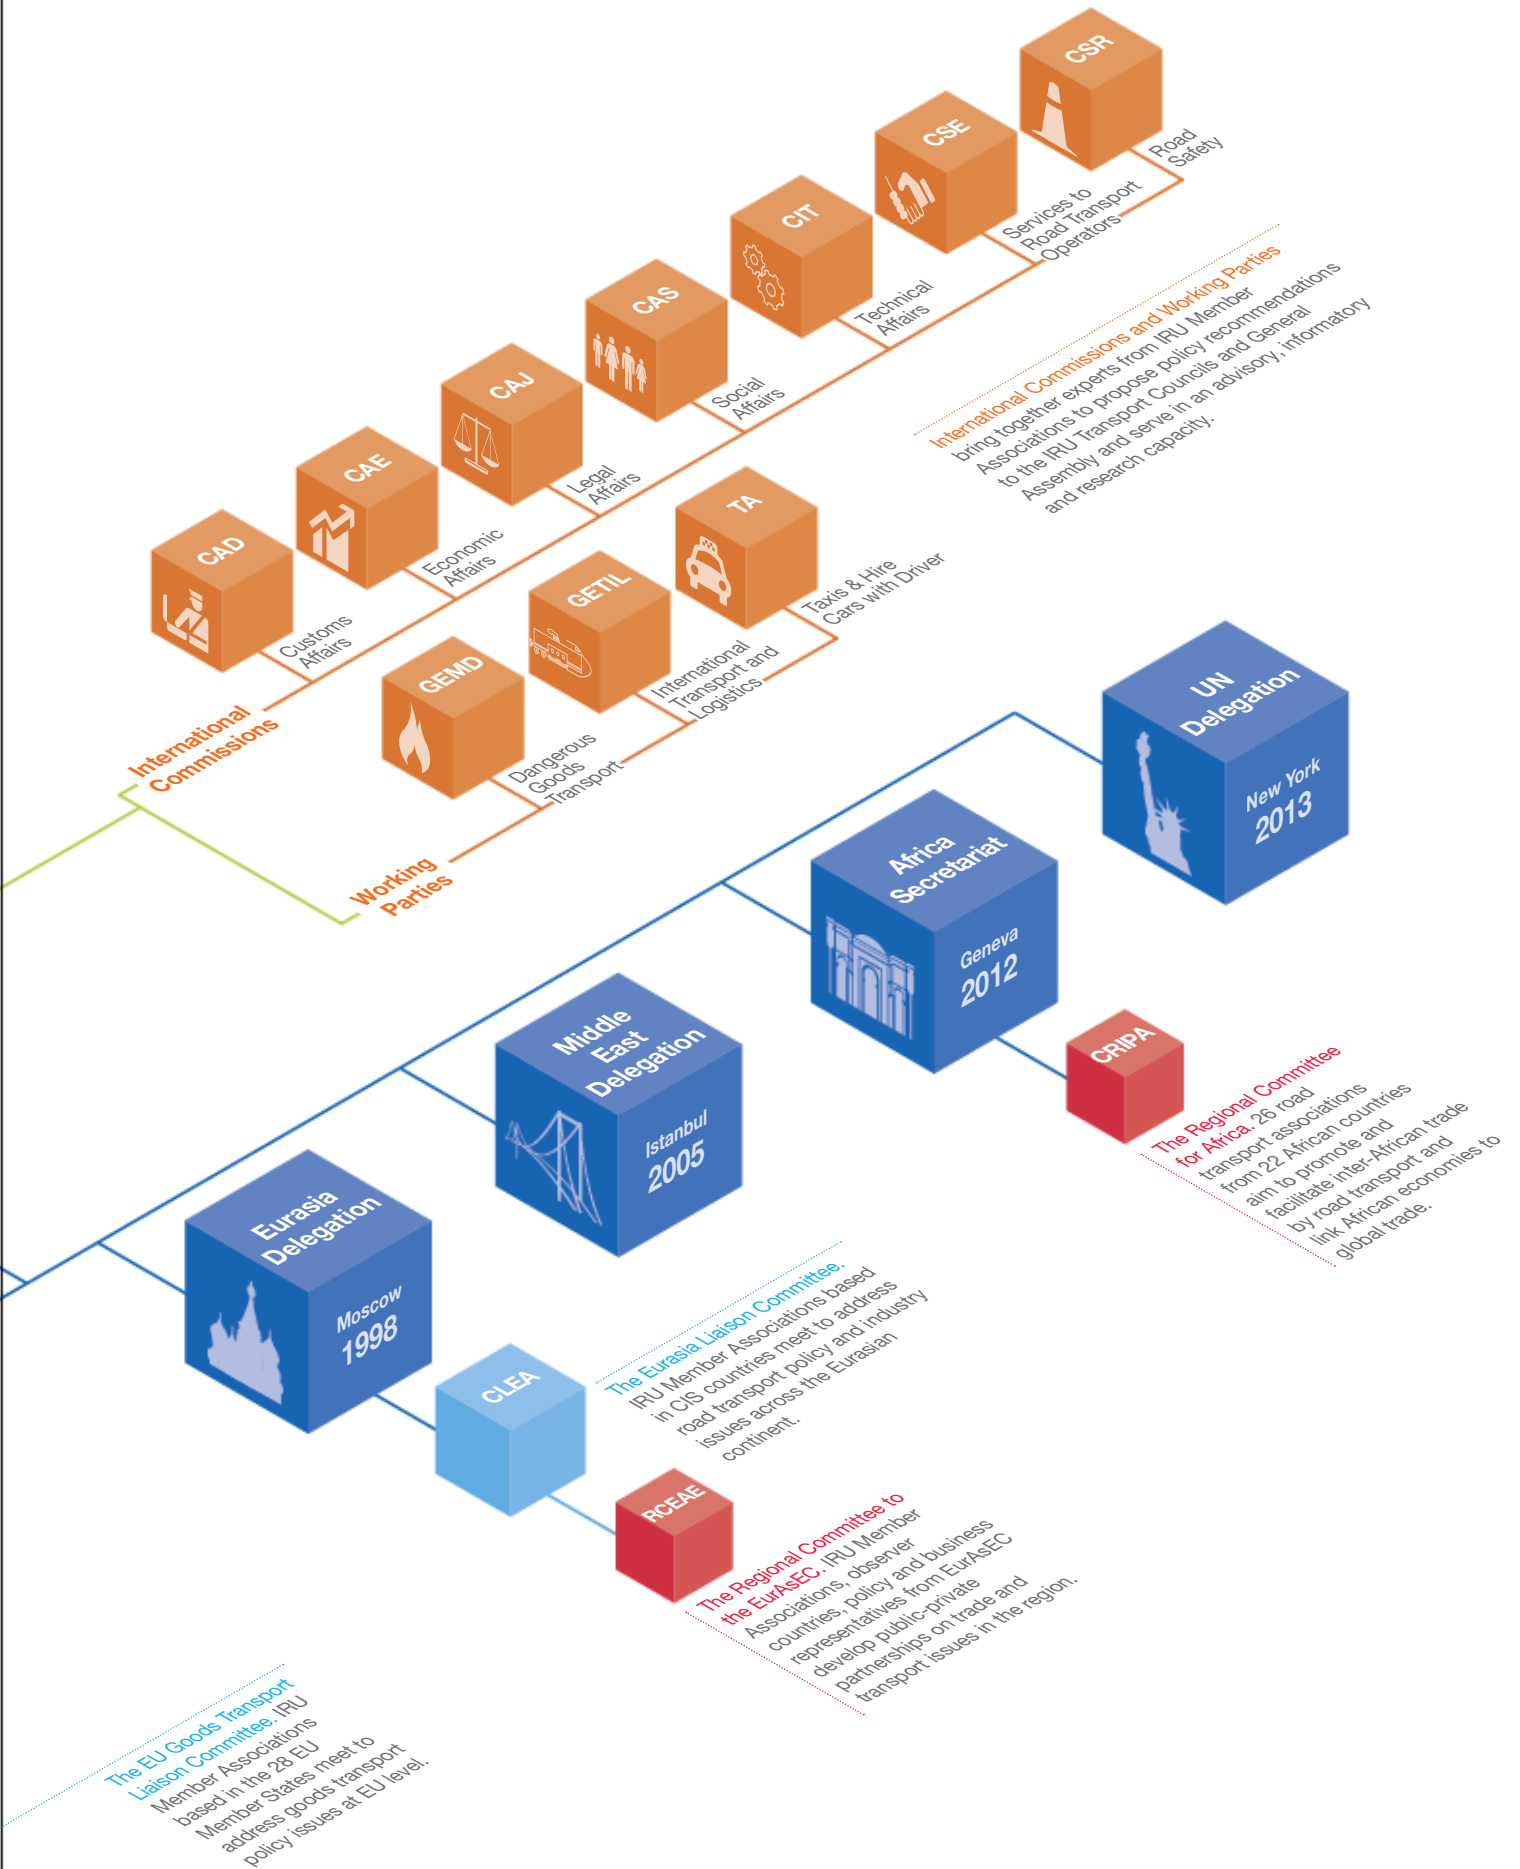 CSR
Road
Safety
CSE
Services to
Road Transport
Operators
CIT
Technical
Affairs
CAS
Social
Affairs
CAJ
Legal
Affairs
CAE
Economic
Affairs
CAD
Customs
Affairs
International
Commissions
International Commissions and Working Parties
bring together experts from IRU Member
Associations to propose policy recommendations
to the IRU Transport Councils and General
Assembly and serve in an advisory, informatory
and research capacity.
TA
Taxis & Hire
Cars with Driver
GETIL
International
Transport and
Logistics
GEMD
Dangerous
Goods
Transport
Working
Parties
UN
Delegation
New York
2013
Africa
Secretariat
Geneva
2012
CRIPA
The Regional Committee
for Africa. 26 road
transport associations
from 22 African countries
aim to promote and
facilitate inter-African trade
by road transport and
link African economies to
global trade.
Middle
East
Delegation
Istanbul
2005
Eurasia
Delegation
Moscow
1998
CLEA
The Eurasia Liaison Committee.
IRU Member Associations based
in CIS countries meet to address
road transport policy and industry
issues across the Eurasian
continent.
RCEAE
The Regional Committee to
the EurAsEC. IRU Member
Associations, observer
countries, policy and business
representatives from EurAsEC
develop public-private
partnerships on trade and
transport issues in the region.
The EU Goods Transport
Liaison Committee. IRU
Member Associations
based in the 28 EU
Member States meet to
address goods transport
policy issues at EU level.